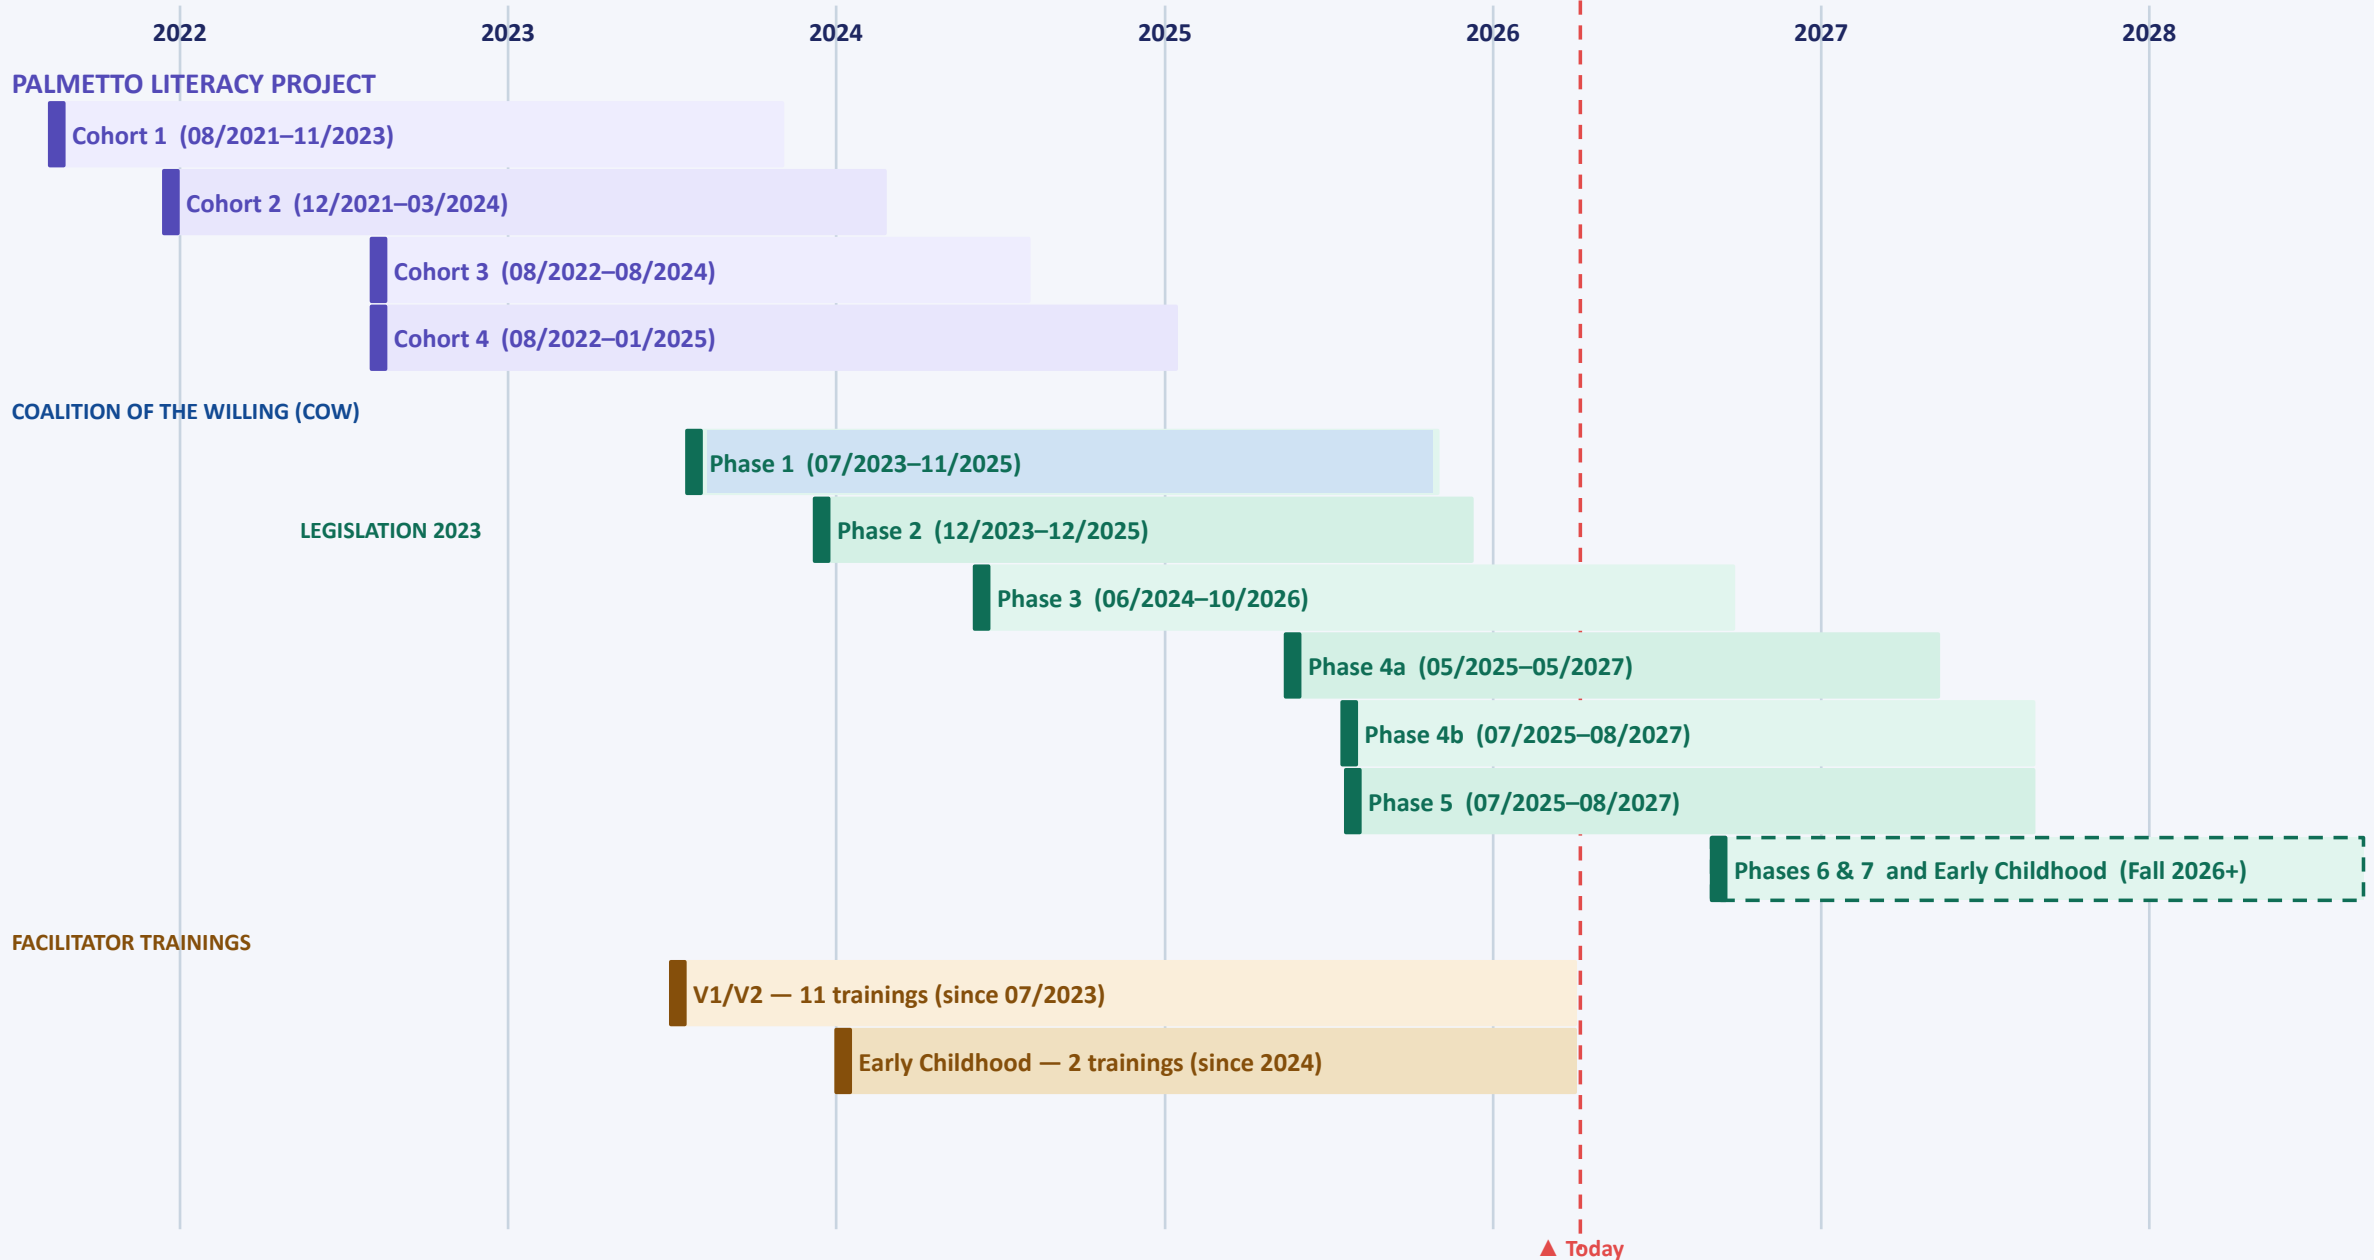 2022 2023 2024 2025 2026 2027 2028
PALMETTO LITERACY PROJECT
Cohort 1 (08/2021–11/2023)
Cohort 2 (12/2021–03/2024)
Cohort 3 (08/2022–08/2024)
Cohort 4 (08/2022–01/2025)
COALITION OF THE WILLING (COW)
Phase 1 (07/2023–11/2025)
LEGISLATION 2023
Phase 2 (12/2023–12/2025)
Phase 3 (06/2024–10/2026)
Phase 4a (05/2025–05/2027)
Phase 4b (07/2025–08/2027)
Phase 5 (07/2025–08/2027)
Phases 6 & 7 and Early Childhood (Fall 2026+)
FACILITATOR TRAININGS
V1/V2 — 11 trainings (since 07/2023)
Early Childhood — 2 trainings (since 2024)
▲ Today